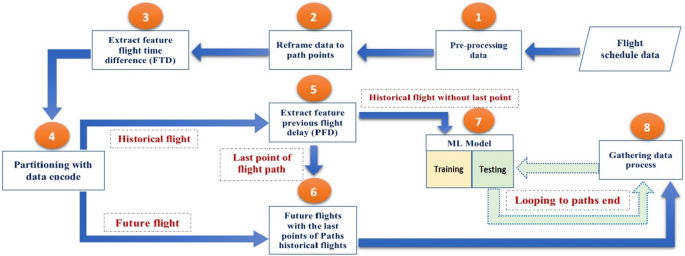 3
2
1
Extract feature
flight time
difference (FTD)
Reframe data to
path points
Pre-processing
data
Flight
schedule data
4
Partitioning with
data encode
Historical flight
5
Extract feature
previous flight
delay (PFD)
Historical flight without last point
7
ML Model
Training
Testing
8
Gathering data
process
Last point of
flight path
6
Looping to paths end
Future flight
Future flights
with the last
points of Paths
historical flights